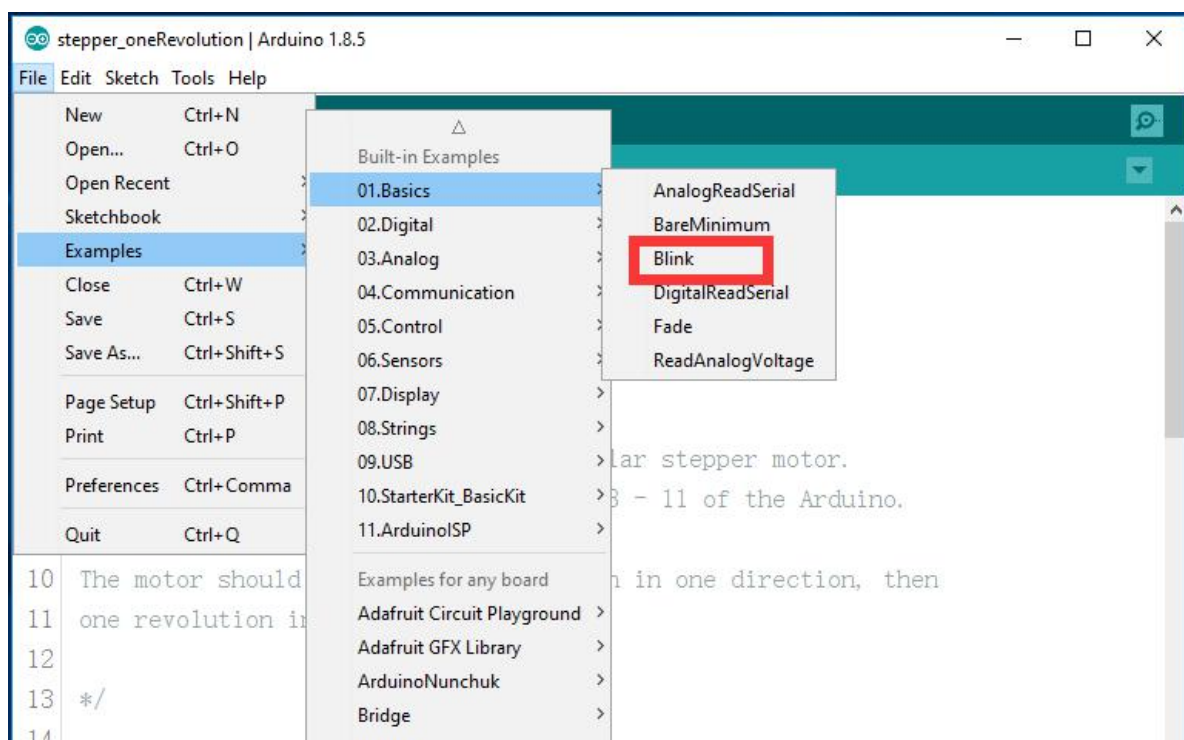 stepper_oneRevolution | Arduino 1.8.5
File Edit Sketch Tools Help
New Ctrl+N
Open... Ctrl+O
Open Recent
Sketchbook
Examples
Close Ctrl+W
Save Ctrl+S
Save As... Ctrl+Shift+S
Page Setup Ctrl+Shift+P
Print Ctrl+P
Preferences Ctrl+Comma
Quit Ctrl+Q
Built-in Examples
01.Basics
02.Digital
03.Analog
04.Communication
05.Control
06.Sensors
07.Display
08.Strings
09.USB
10.StarterKit_BasicKit
11.ArduinoISP
Examples for any board
Adafruit Circuit Playground
Adafruit GFX Library
ArduinoNunchuk
Bridge
AnalogReadSerial
BareMinimum
Blink
DigitalReadSerial
Fade
ReadAnalogVoltage
lar stepper motor.
8 - 11 of the Arduino.
10 The motor should n in one direction, then
11 one revolution in
12
13 */
14